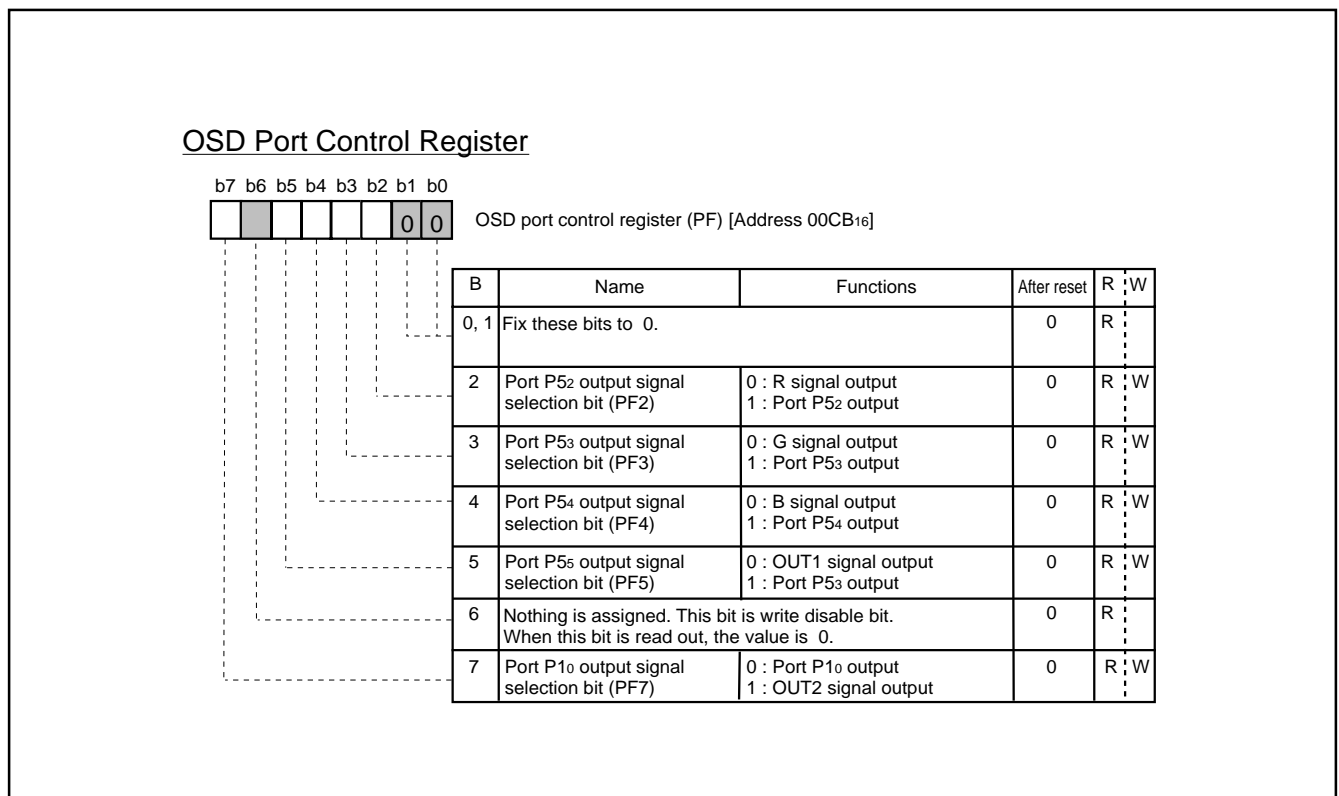 OSD Port Control Register
b7 b6 b5 b4 b3 b2 b1 b0
0 0 OSD port control register (PF) [Address 00CB16]
B Name Functions After reset R W
0, 1 Fix these bits to 0. 0 R
2 Port P52 output signal 0 : R signal output 0 R W
selection bit (PF2) 1 : Port P52 output
3 Port P53 output signal 0 : G signal output 0 R W
selection bit (PF3) 1 : Port P53 output
4 Port P54 output signal 0 : B signal output 0 R W
selection bit (PF4) 1 : Port P54 output
5 Port P55 output signal 0 : OUT1 signal output 0 R W
selection bit (PF5) 1 : Port P53 output
6 Nothing is assigned. This bit is write disable bit. 0 R
When this bit is read out, the value is 0.
7 Port P10 output signal 0 : Port P10 output 0 R W
selection bit (PF7) 1 : OUT2 signal output